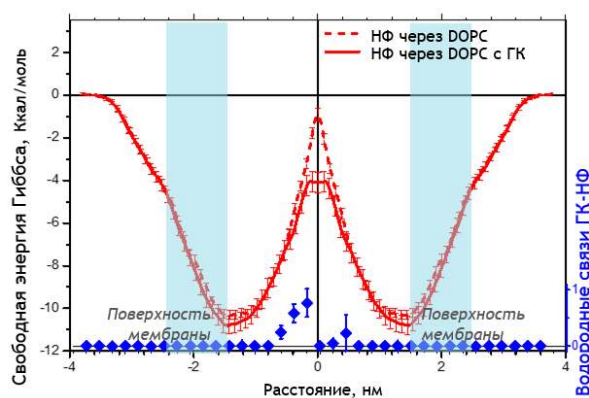 НФ через DOPC
НФ через DOPC с ГК
Свободная энергия Гиббса, Ккал/моль
2
0
-2
-4
-6
-8
-10
-12
Поверхность
мембраны
Поверхность
мембраны
1
0
Водородные связи ГК-НФ
-4
-2
0
2
4
Расстояние, нм